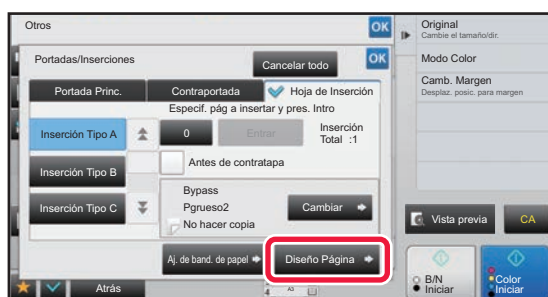 Otros
OK
Portadas/Inserciones
Cancelar todo
OK
Portada Princ.
Contraportada
Hoja de Inserción
Especif. pág a insertar y pres. Intro
Inserción Tipo A
0
Entrar
Inserción
Total :1
Antes de contratapa
Inserción Tipo B
Inserción Tipo C
Bypass
Pgrueso2
No hacer copia
Cambiar
Aj. de band. de papel
Diseño Página
Atrás
A3
4
Original
Cambie el tamaño/dir.
Modo Color
Camb. Margen
Desplaz. posic. para margen
Vista previa
CA
B/N
Iniciar
Color
Iniciar